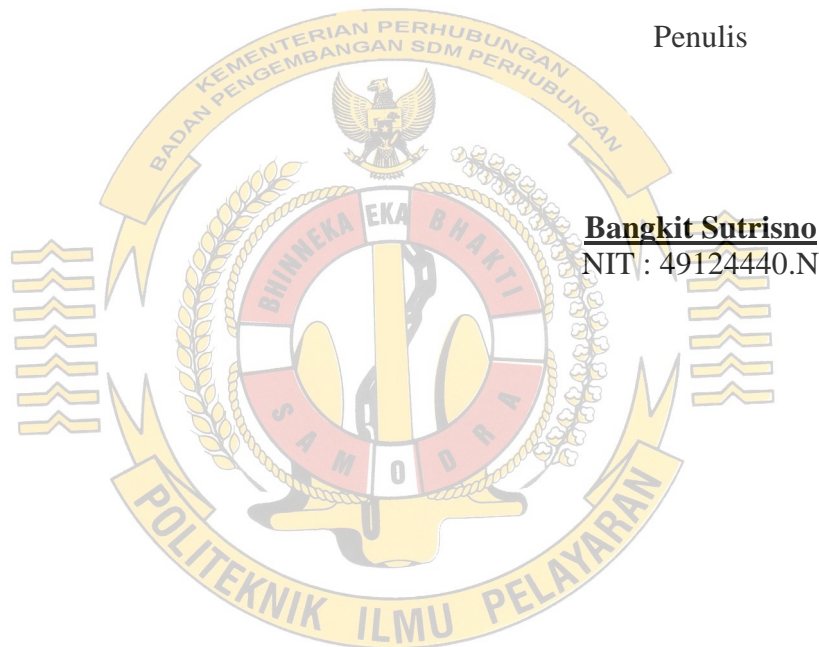 Penulis
KEMENTERIAN PERHUBUNGAN
BADAN PENGEMBANGAN SDM PERHUBUNGAN
BHINNEKA EKA BHAKTI
Bangkit Sutrisno
NIT : 49124440.N
SAMODRA
POLITEKNIK ILMU PELAYARAN